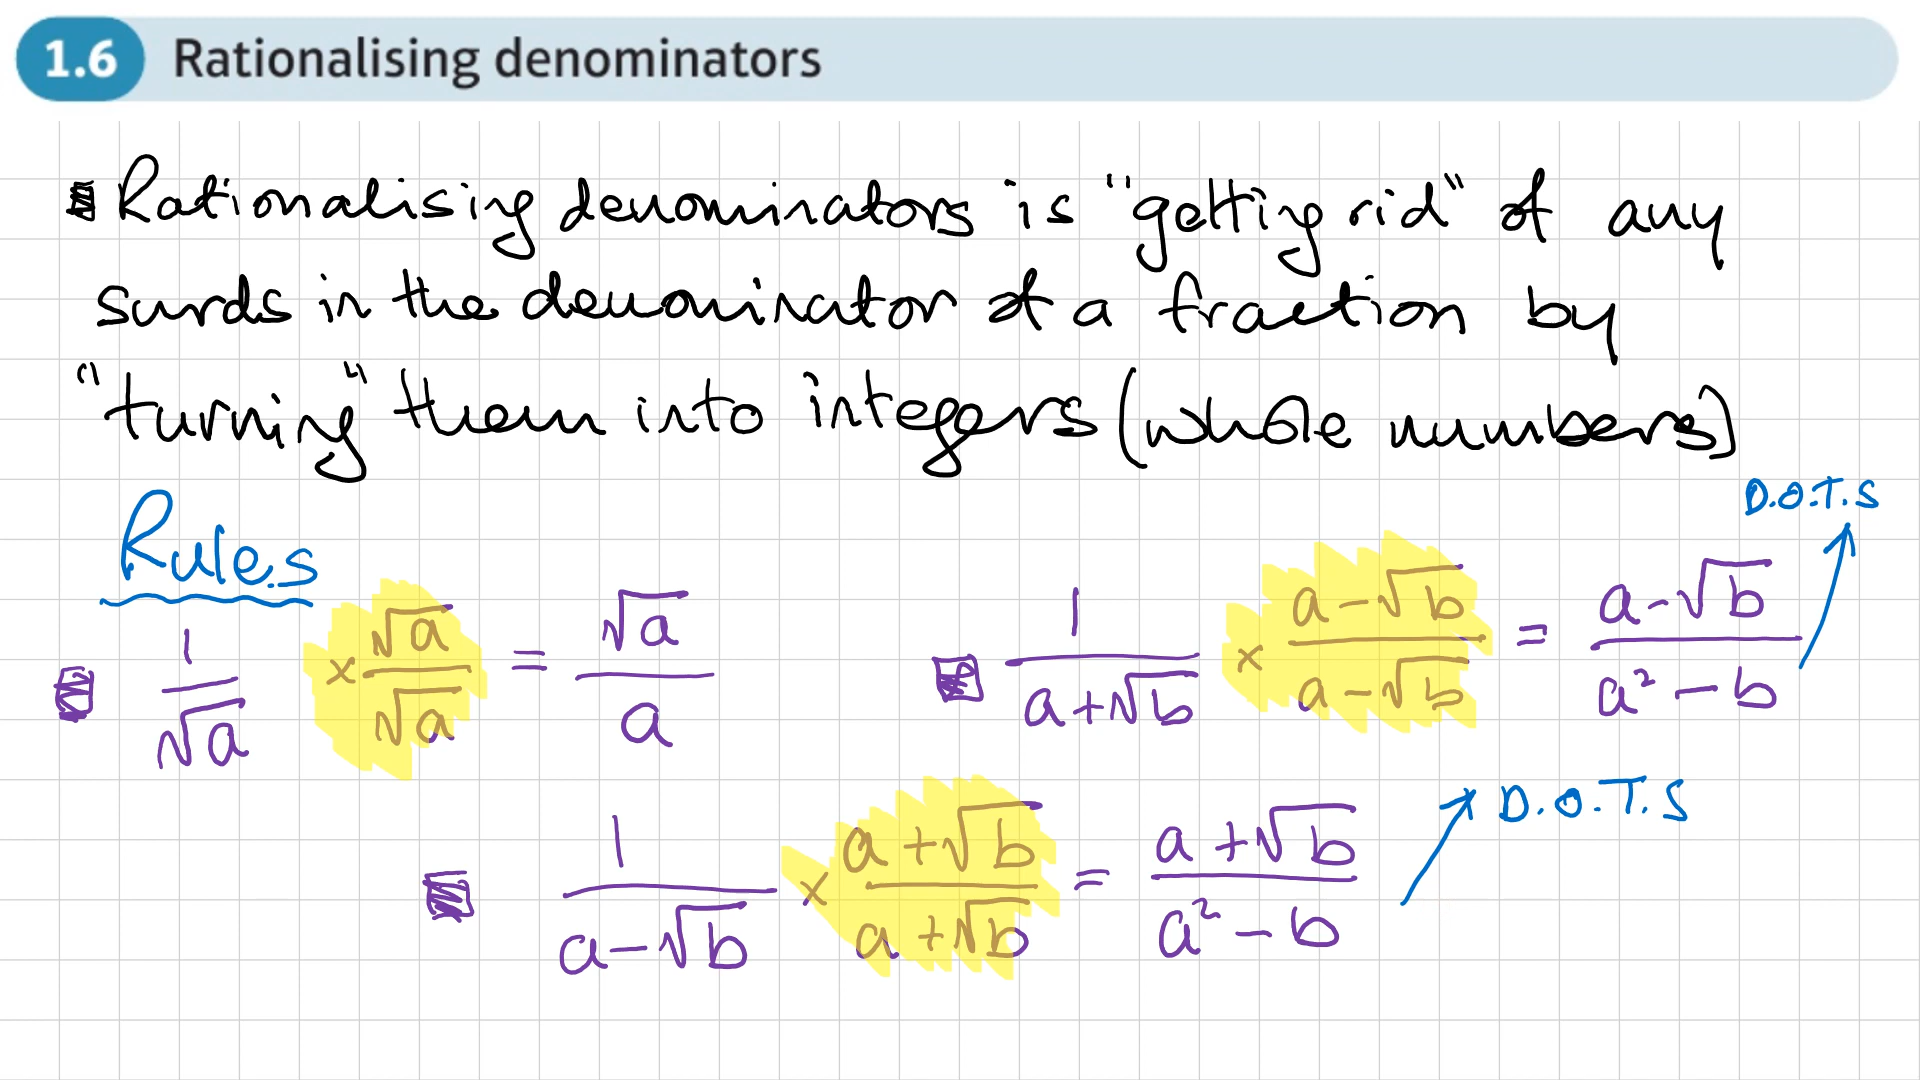 1.6 Rationalising denominators
Rationalising denominators is "getting rid" of any
surds in the denominator of a fraction by
"turning" them into integers (whole numbers)
D.O.T.S
Rules
1/√a × √a/√a = √a/a
1/(a+√b) × (a-√b)/(a-√b) = (a-√b)/(a²-b)
D.O.T.S
1/(a-√b) × (a+√b)/(a+√b) = (a+√b)/(a²-b)